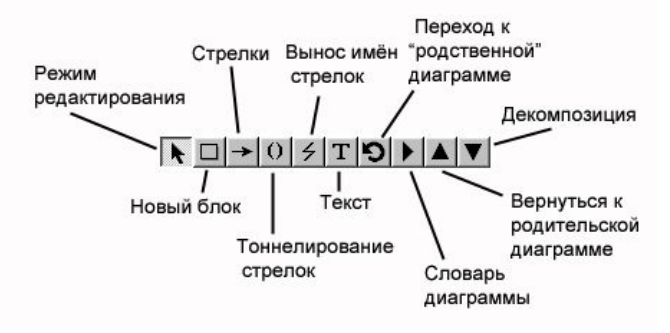 Переход к
“родственной”
диаграмме
Стрелки
Вынос имён
стрелок
Режим
редактирования
Декомпозиция
T
Новый блок
Текст
Тоннелирование
стрелок
Вернуться к
родительской
диаграмме
Словарь
диаграммы